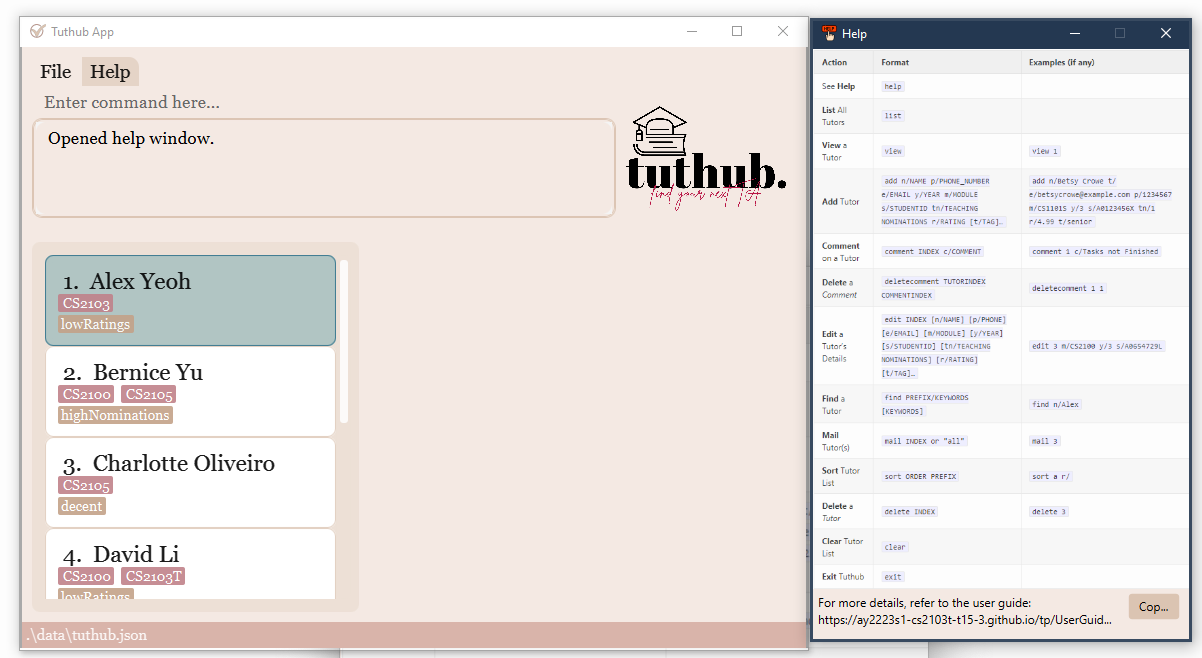 Tuthub App
File Help
Enter command here...
Opened help window.
tuthub.
find your next TA
1. Alex Yeoh
CS2103
lowRatings
2. Bernice Yu
CS2100 CS2105
highNominations
3. Charlotte Oliveiro
CS2105
decent
4. David Li
CS2100 CS2103T
lowRatings
.\data\tuthub.json
HELP
Help
Action Format Examples (if any)
See Help help
List All
Tutors
list
View a
Tutor
view view 1
Add Tutor
add n/NAME p/PHONE_NUMBER
e/EMAIL y/YEAR m/MODULE
s/STUDENTID tn/TEACHING
NOMINATIONS r/RATING [t/TAG]…
add n/Betsy Crowe t/
e/betsycrowe@example.com p/1234567
m/CS1101S y/3 s/A0123456X tn/1
r/4.99 t/senior
Comment
on a Tutor
comment INDEX c/COMMENT comment 1 c/Tasks not Finished
Delete a
Comment
deletecomment TUTORINDEX
COMMENTINDEX
deletecomment 1 1
Edit a
Tutor's
Details
edit INDEX [n/NAME] [p/PHONE]
[e/EMAIL] [m/MODULE] [y/YEAR]
[s/STUDENTID] [tn/TEACHING
NOMINATIONS] [r/RATING]
[t/TAG]…
edit 3 m/CS2100 y/3 s/A0654729L
Find a
Tutor
find PREFIX/KEYWORDS
[KEYWORDS]
find n/Alex
Mail
Tutor(s)
mail INDEX or "all" mail 3
Sort Tutor
List
sort ORDER PREFIX sort a r/
Delete a
Tutor
delete INDEX delete 3
Clear Tutor
List
clear
Exit Tuthub exit
For more details, refer to the user guide:
https://ay2223s1-cs2103t-t15-3.github.io/tp/UserGuid...
Cop...